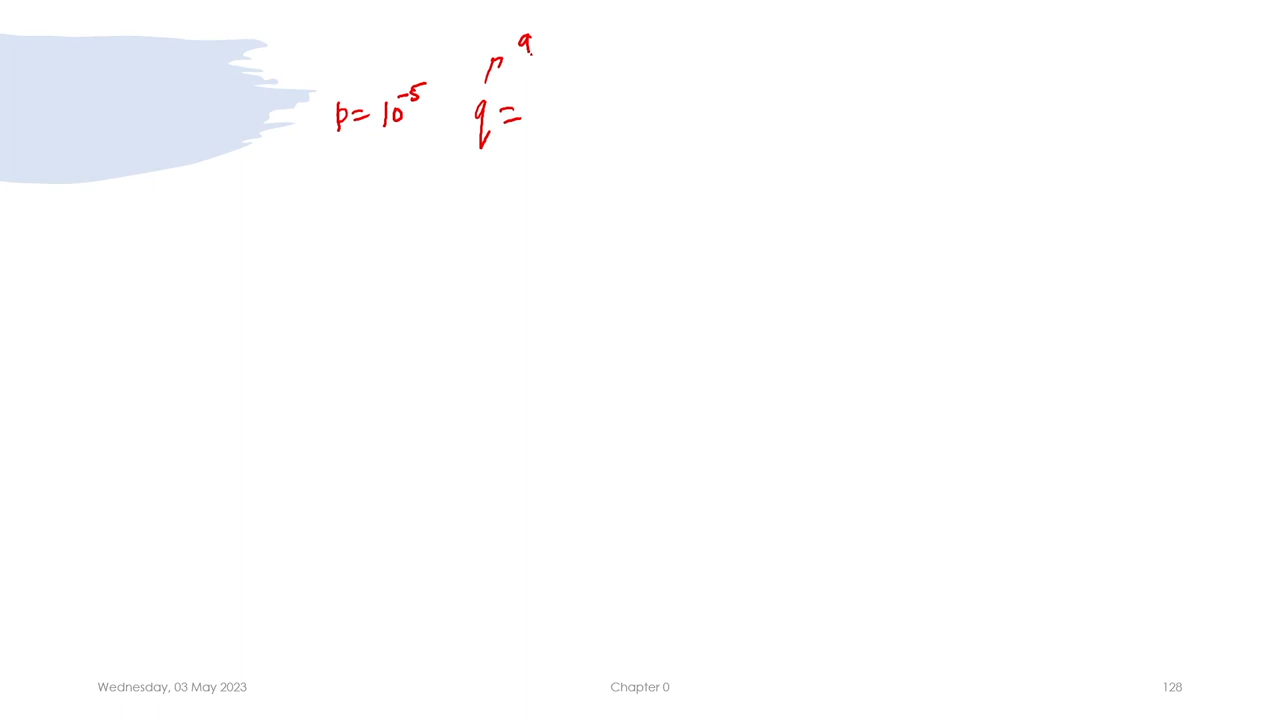 q
p = 10^-5 q =
Wednesday, 03 May 2023 Chapter 0 128